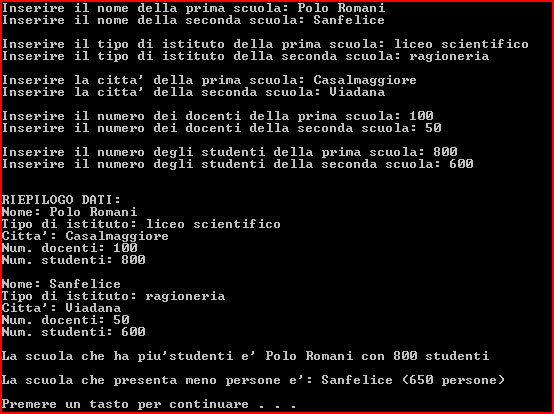 Inserire il nome della prima scuola: Polo Romani
Inserire il nome della seconda scuola: Sanfelice
Inserire il tipo di istituto della prima scuola: liceo scientifico
Inserire il tipo di istituto della seconda scuola: ragioneria
Inserire la citta' della prima scuola: Casalmaggiore
Inserire la citta' della seconda scuola: Viadana
Inserire il numero dei docenti della prima scuola: 100
Inserire il numero dei docenti della seconda scuola: 50
Inserire il numero degli studenti della prima scuola: 800
Inserire il numero degli studenti della seconda scuola: 600
RIEPILOGO DATI:
Nome: Polo Romani
Tipo di istituto: liceo scientifico
Citta': Casalmaggiore
Num. docenti: 100
Num. studenti: 800
Nome: Sanfelice
Tipo di istituto: ragioneria
Citta': Viadana
Num. docenti: 50
Num. studenti: 600
La scuola che ha piu'studenti e' Polo Romani con 800 studenti
La scuola che presenta meno persone e': Sanfelice (650 persone)
Premere un tasto per continuare . . .